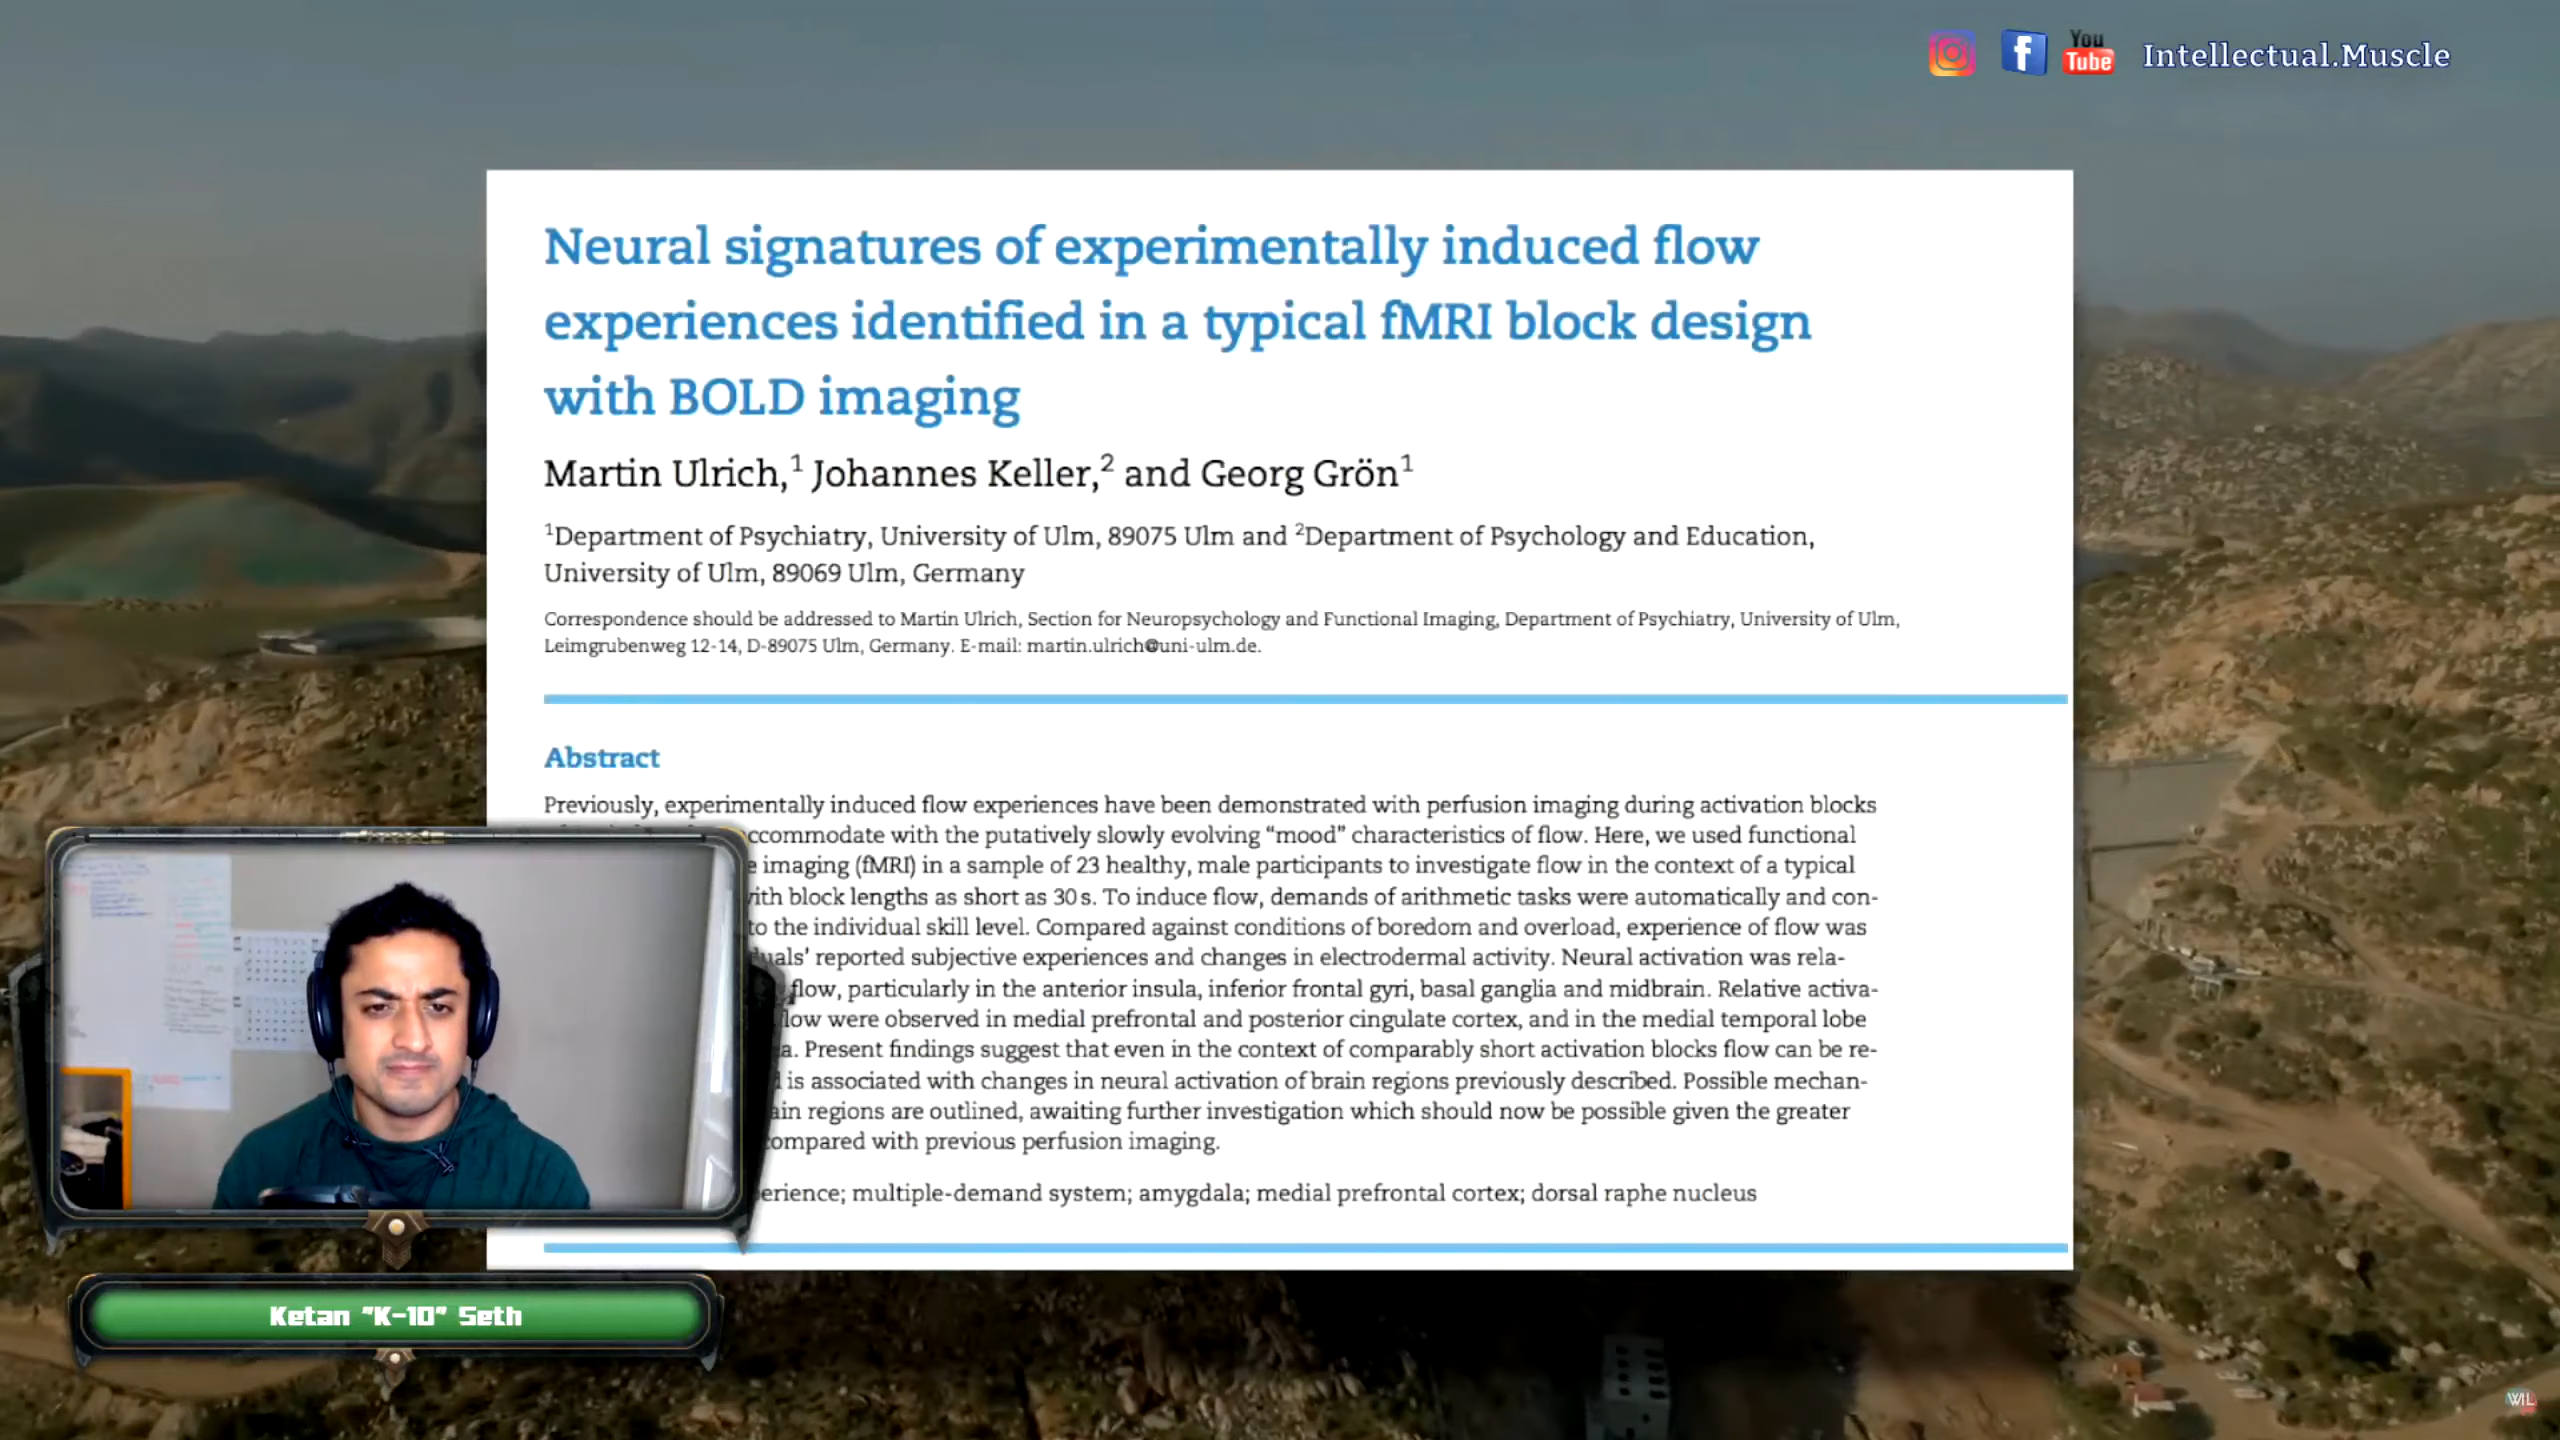 You
Tube
Intellectual.Muscle
Neural signatures of experimentally induced flow
experiences identified in a typical fMRI block design
with BOLD imaging
Martin Ulrich,¹ Johannes Keller,² and Georg Grön¹
¹Department of Psychiatry, University of Ulm, 89075 Ulm and ²Department of Psychology and Education,
University of Ulm, 89069 Ulm, Germany
Correspondence should be addressed to Martin Ulrich, Section for Neuropsychology and Functional Imaging, Department of Psychiatry, University of Ulm,
Leimgrubenweg 12-14, D-89075 Ulm, Germany. E-mail: martin.ulrich@uni-ulm.de.
Abstract
Previously, experimentally induced flow experiences have been demonstrated with perfusion imaging during activation blocks
ccommodate with the putatively slowly evolving “mood” characteristics of flow. Here, we used functional
e imaging (fMRI) in a sample of 23 healthy, male participants to investigate flow in the context of a typical
with block lengths as short as 30 s. To induce flow, demands of arithmetic tasks were automatically and con-
to the individual skill level. Compared against conditions of boredom and overload, experience of flow was
uals’ reported subjective experiences and changes in electrodermal activity. Neural activation was rela-
flow, particularly in the anterior insula, inferior frontal gyri, basal ganglia and midbrain. Relative activa-
flow were observed in medial prefrontal and posterior cingulate cortex, and in the medial temporal lobe
a. Present findings suggest that even in the context of comparably short activation blocks flow can be re-
is associated with changes in neural activation of brain regions previously described. Possible mechan-
ain regions are outlined, awaiting further investigation which should now be possible given the greater
compared with previous perfusion imaging.
erience; multiple-demand system; amygdala; medial prefrontal cortex; dorsal raphe nucleus
Ketan "K-10" Seth
WIL